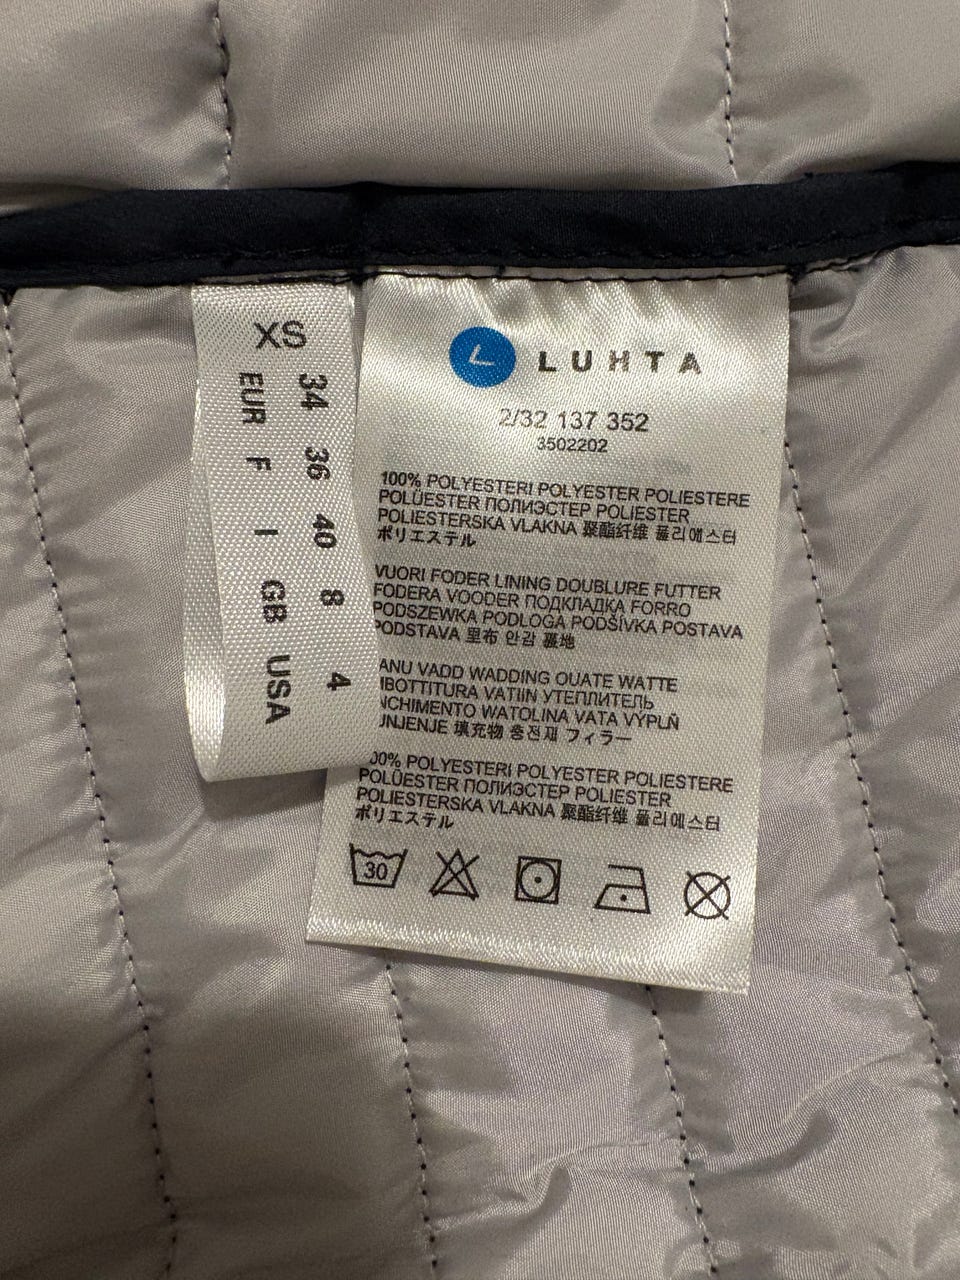 XS
34 36 40 8 4
EUR F I GB USA
LUHTA
2/32 137 352
3502202
100% POLYESTERI POLYESTER POLIESTERE
POLÜESTER ПОЛИЭСТЕР POLIESTER
POLIESTERSKA VLAKNA 聚酯纤维 폴리에스터
ポリエステル
VUORI FODER LINING DOUBLURE FUTTER
FODERA VOODER ПОДКЛАДКА FORRO
PODSZEWKA PODLOGA PODŠÍVKA POSTAVA
PODSTAVA 里布 안감 裏地
ANU VADD WADDING OUATE WATTE
MBOTTITURA VATIIN УТЕПЛИТЕЛЬ
NCHIMENTO WATOLINA VATA VÝPLŇ
UNJENJE 填充物 충전재 フィラー
00% POLYESTERI POLYESTER POLIESTERE
POLÜESTER ПОЛИЭСТЕР POLIESTER
POLIESTERSKA VLAKNA 聚酯纤维 폴리에스터
ポリエステル
30